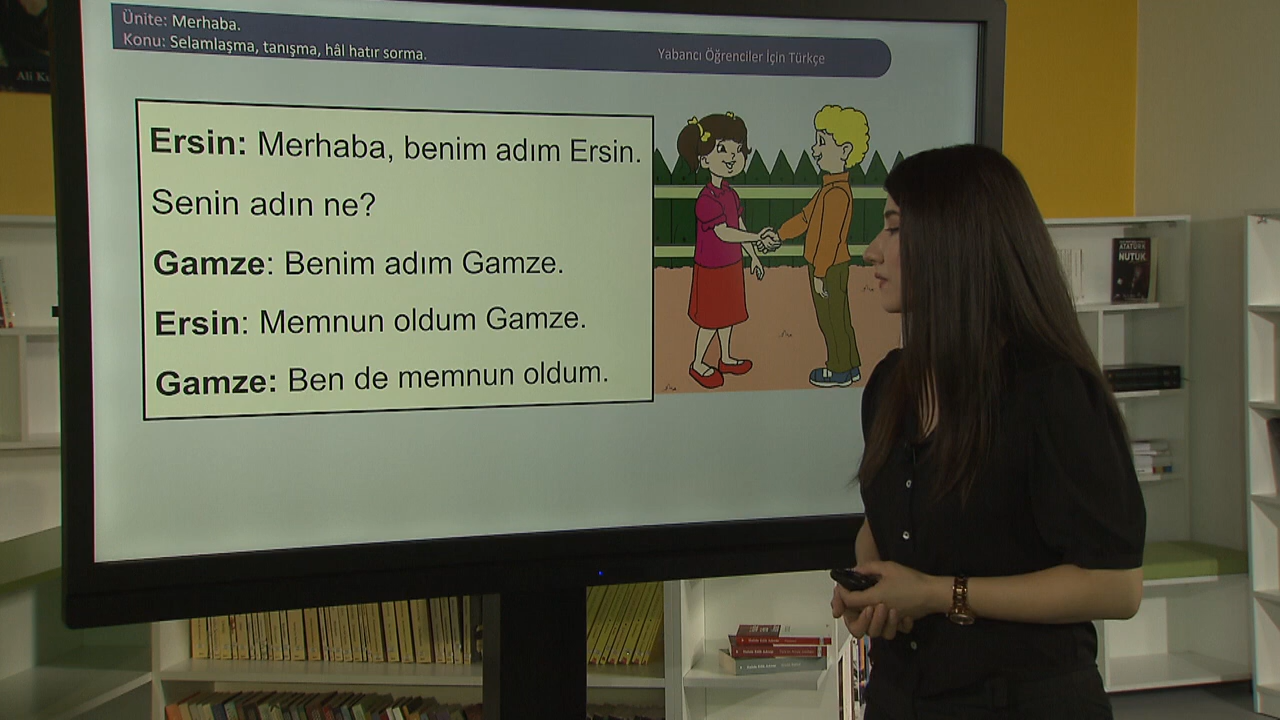 Ünite: Merhaba.
Konu: Selamlaşma, tanışma, hâl hatır sorma.
Yabancı Öğrenciler İçin Türkçe
Ersin: Merhaba, benim adım Ersin.
Senin adın ne?
Gamze: Benim adım Gamze.
Ersin: Memnun oldum Gamze.
Gamze: Ben de memnun oldum.
Ali
ATATÜRK
NUTUK